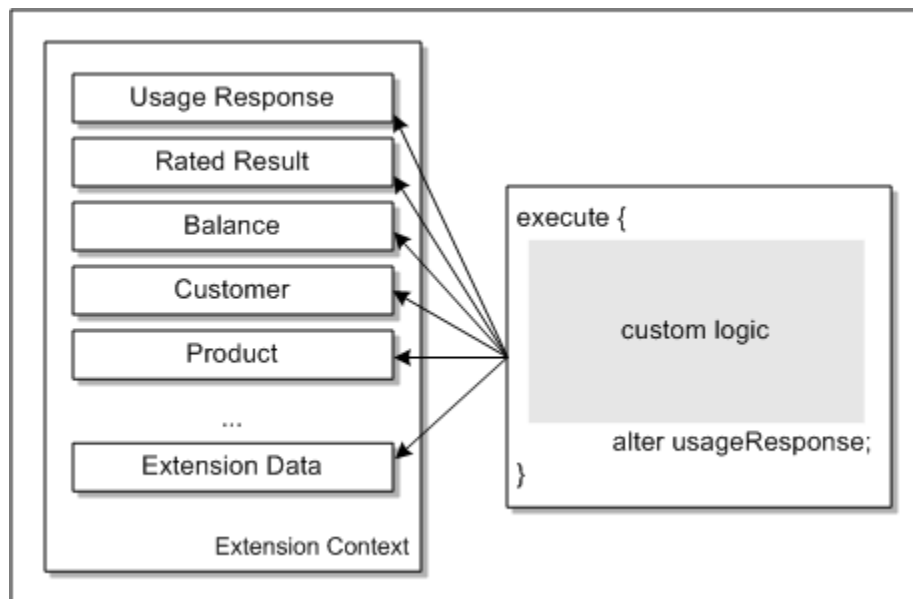 Usage Response
Rated Result
Balance
Customer
Product
...
Extension Data
Extension Context
execute {
custom logic
alter usageResponse;
}